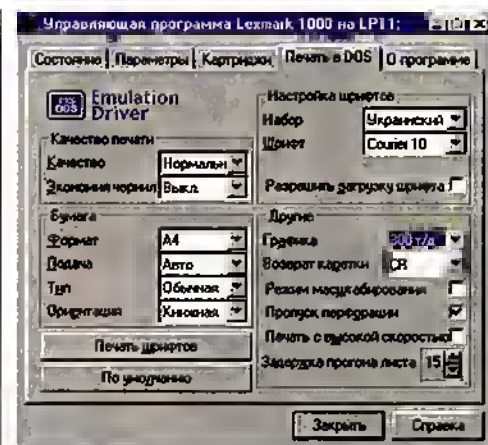 Управляющая программа Lexmark 1000 на LPT1:
Состояние Параметры Картриджи Печать в DOS О программе
MS DOS Emulation Driver
Качество печати
Качество Нормальн
Экономия чернил Выкл.
Бумага
Формат A4
Подача Авто
Тип Обычная
Ориентация Книжная
Печать шрифтов
По умолчанию
Настройка шрифтов
Набор Украинский
Шрифт Courier 10
Разрешить загрузку шрифта
Другие
Графика 300 т/д
Возврат каретки CR
Режим масштабирования
Пропуск перфорации
Печать с высокой скоростью
Задержка прогона листа 15
Закрыть Справка